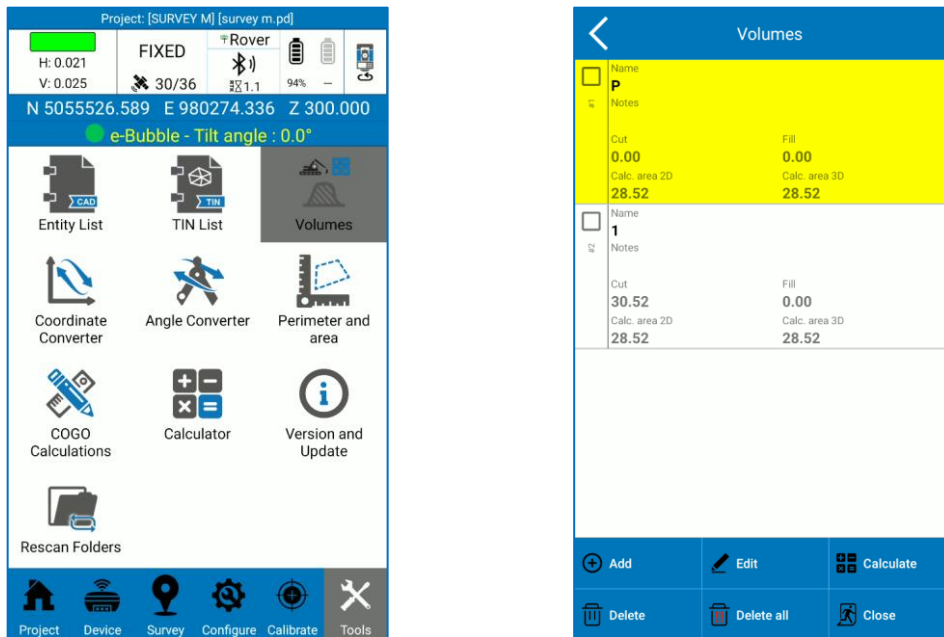 Project: [SURVEY M] [survey m.pd]
H: 0.021
V: 0.025
FIXED
30/36
Rover
1.1
94%
–
N 5055526.589 E 980274.336 Z 300.000
e-Bubble - Tilt angle : 0.0°
CAD
Entity List
TIN
TIN List
Volumes
Coordinate
Converter
Angle Converter
Perimeter and
area
COGO
Calculations
Calculator
Version and
Update
Rescan Folders
Project
Device
Survey
Configure
Calibrate
Tools
Volumes
#1
Name
P
Notes
Cut
Fill
0.00
0.00
Calc. area 2D
Calc. area 3D
28.52
28.52
#2
Name
1
Notes
Cut
Fill
30.52
0.00
Calc. area 2D
Calc. area 3D
28.52
28.52
Add
Edit
Calculate
Delete
Delete all
Close